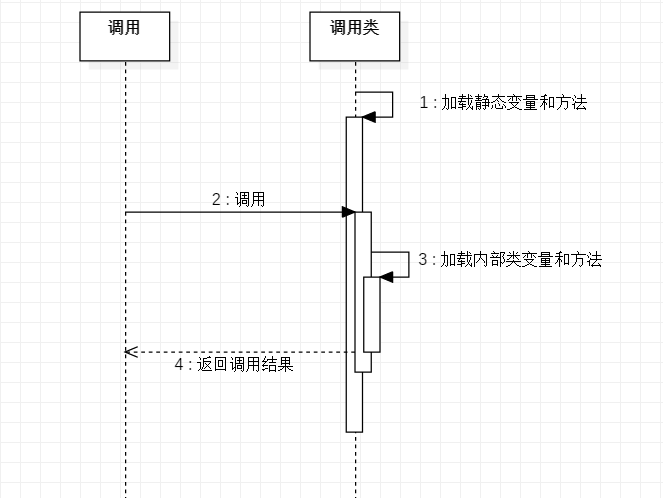 调用
调用类
1 : 加载静态变量和方法
2 : 调用
3 : 加载内部类变量和方法
4 : 返回调用结果